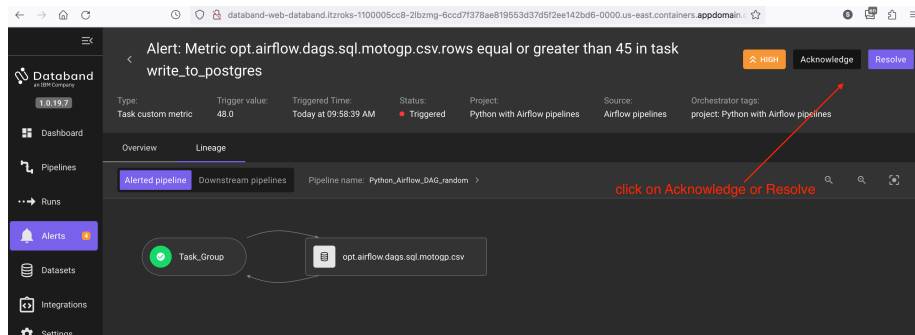 databand-web-databand.itzroks-1100005cc8-2lbzmg-6ccd7f378ae819553d37d5f2ee142bd6-0000.us-east.containers.appdomain.
Databand
an IBM Company
1.0.19.7
Dashboard
Pipelines
Runs
Alerts 4
Datasets
Integrations
Settings
Alert: Metric opt.airflow.dags.sql.motogp.csv.rows equal or greater than 45 in task
write_to_postgres
HIGH
Acknowledge
Resolve
Type: Trigger value: Triggered Time: Status: Project: Source: Orchestrator tags:
Task custom metric 48.0 Today at 09:58:39 AM Triggered Python with Airflow pipelines Airflow pipelines project: Python with Airflow pipelines
Overview Lineage
Alerted pipeline Downstream pipelines Pipeline name: Python_Airflow_DAG_random >
click on Acknowledge or Resolve
Task_Group
opt.airflow.dags.sql.motogp.csv